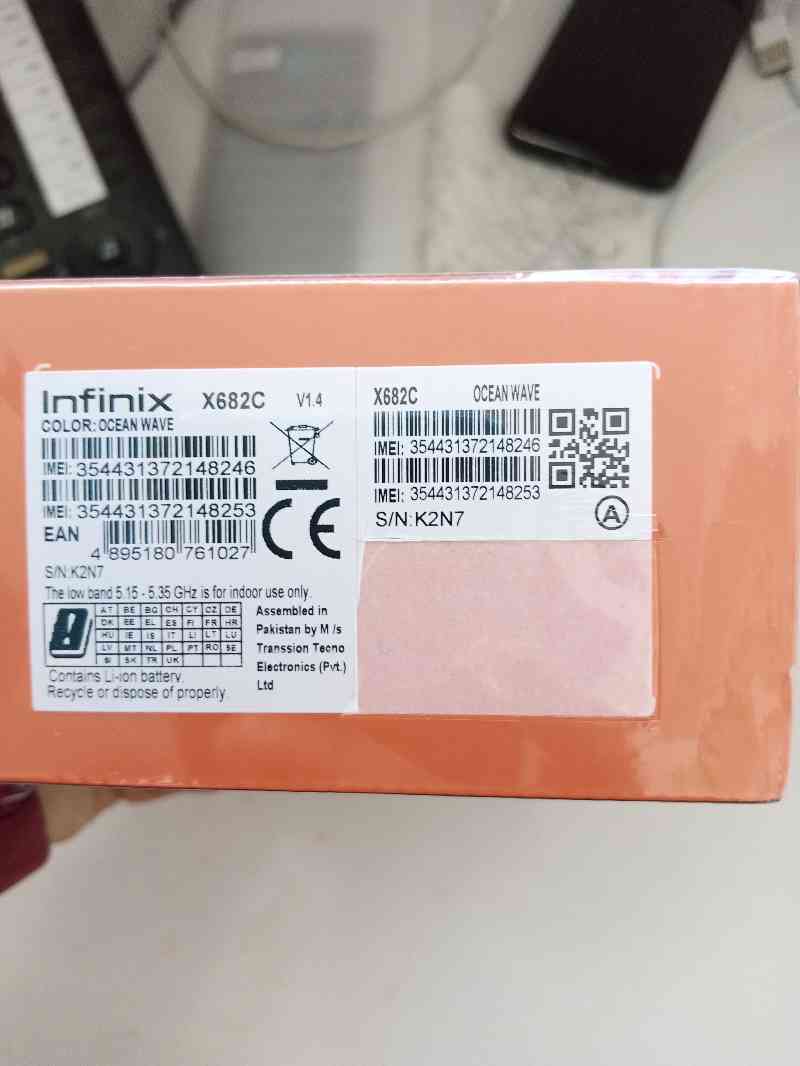 Infinix X682C V1.4
COLOR: OCEAN WAVE
IMEI: 354431372148246
IMEI: 354431372148253
EAN
4 895180 761027
CE
S/N:K2N7
The low band 5.15 - 5.35 GHz is for indoor use only.
AT BE BG CH CY CZ DE
DK EE EL ES FI FR HR
HU IE IS IT LI LT LU
LV MT NL PL PT RO SE
SI SK TR UK
Assembled in
Pakistan by M /s
Transsion Tecno
Electronics (Pvt.)
Ltd
Contains Li-ion battery.
Recycle or dispose of properly.
X682C OCEAN WAVE
IMEI: 354431372148246
IMEI: 354431372148253
S/N:K2N7
A